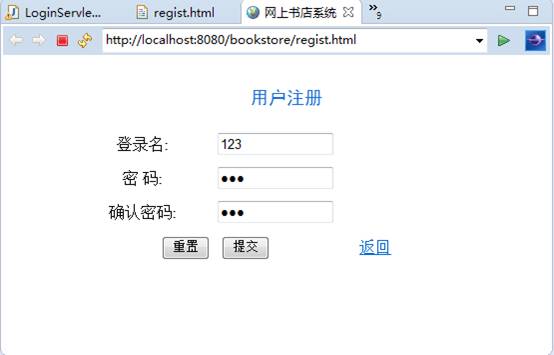 LoginServle... regist.html 网上书店系统 »9
http://localhost:8080/bookstore/regist.html
用户注册
登录名: 123
密 码: ●●●
确认密码: ●●●
重置 提交 返回